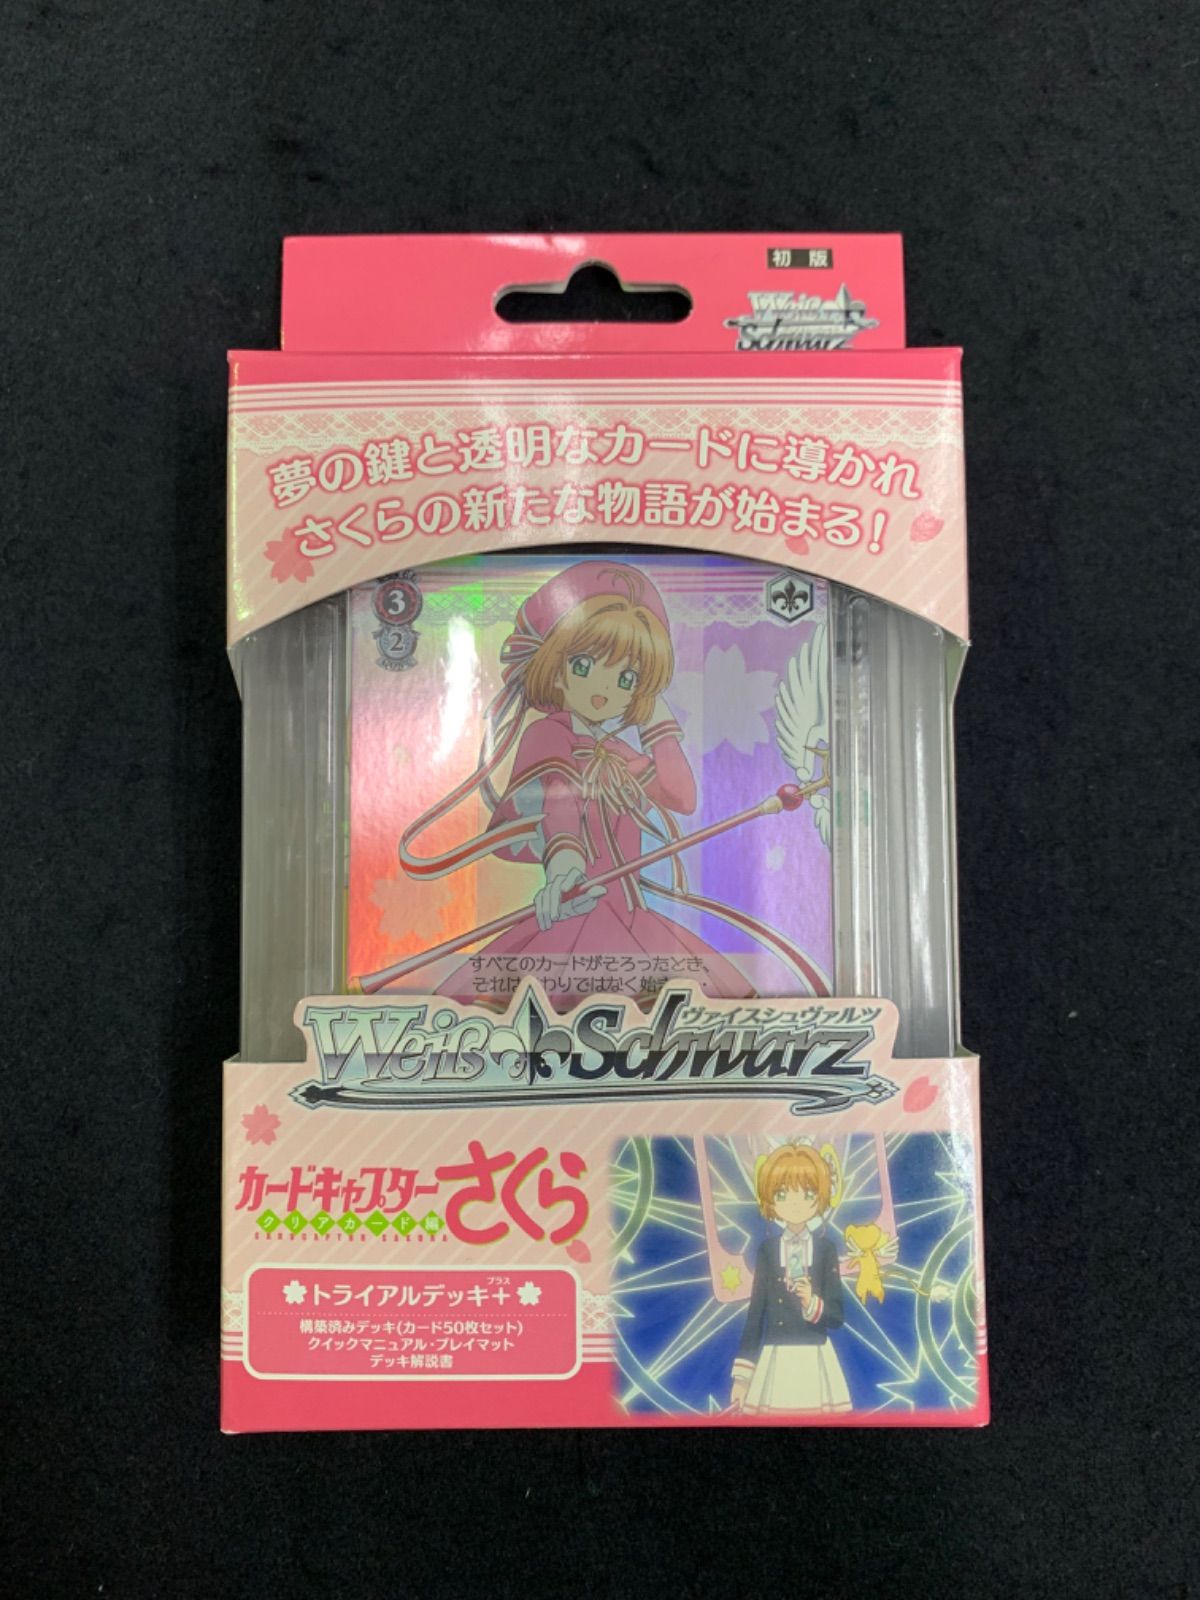 初版
Weiß Schwarz
夢の鍵と透明なカードに導かれ
さくらの新たな物語が始まる!
3
2
すべてのカードがそろったとき、
ヴァイスシュヴァルツ
Weiß Schwarz
カードキャプターさくら
クリアカード編
CARDCAPTOR SAKURA
プラス
トライアルデッキ+
構築済みデッキ(カード50枚セット)
クイックマニュアル・プレイマット
デッキ解説書